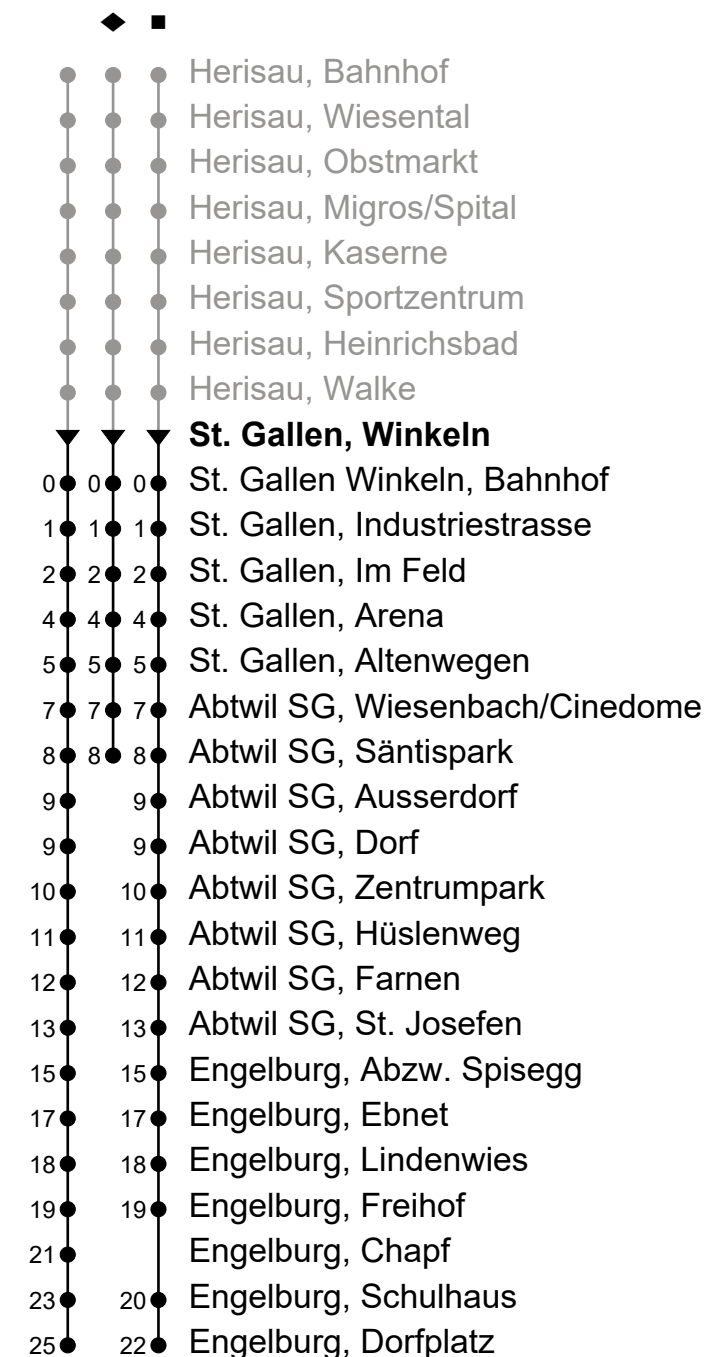 Herisau, Bahnhof
Herisau, Wiesental
Herisau, Obstmarkt
Herisau, Migros/Spital
Herisau, Kaserne
Herisau, Sportzentrum
Herisau, Heinrichsbad
Herisau, Walke
St. Gallen, Winkeln
0 0 0 St. Gallen Winkeln, Bahnhof
1 1 1 St. Gallen, Industriestrasse
2 2 2 St. Gallen, Im Feld
4 4 4 St. Gallen, Arena
5 5 5 St. Gallen, Altenwegen
7 7 7 Abtwil SG, Wiesenbach/Cinedome
8 8 8 Abtwil SG, Säntispark
9 9 Abtwil SG, Ausserdorf
9 9 Abtwil SG, Dorf
10 10 Abtwil SG, Zentrumpark
11 11 Abtwil SG, Hüslenweg
12 12 Abtwil SG, Farnen
13 13 Abtwil SG, St. Josefen
15 15 Engelburg, Abzw. Spisegg
17 17 Engelburg, Ebnet
18 18 Engelburg, Lindenwies
19 19 Engelburg, Freihof
21 Engelburg, Chapf
23 20 Engelburg, Schulhaus
25 22 Engelburg, Dorfplatz